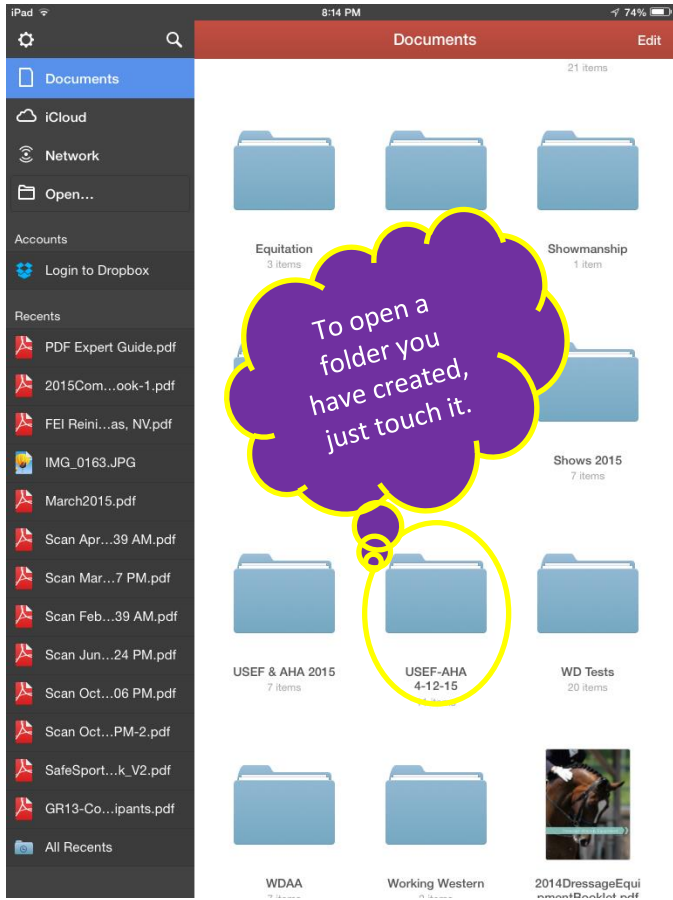 iPad
8:14 PM
74%
Documents
Edit
Documents
iCloud
Network
Open...
Accounts
Login to Dropbox
Recents
PDF Expert Guide.pdf
2015Com...ook-1.pdf
FEI Reini...as, NV.pdf
IMG_0163.JPG
March2015.pdf
Scan Apr...39 AM.pdf
Scan Mar...7 PM.pdf
Scan Feb...39 AM.pdf
Scan Jun...24 PM.pdf
Scan Oct...06 PM.pdf
Scan Oct...PM-2.pdf
SafeSport...k_V2.pdf
GR13-Co...ipants.pdf
All Recents
21 items
Equitation
3 items
Showmanship
1 item
To open a
folder you
have created,
just touch it.
Shows 2015
7 items
USEF & AHA 2015
7 items
USEF-AHA
4-12-15
items
WD Tests
20 items
WDAA
7 items
Working Western
items
2014DressageEqui
pmentBooklet.pdf